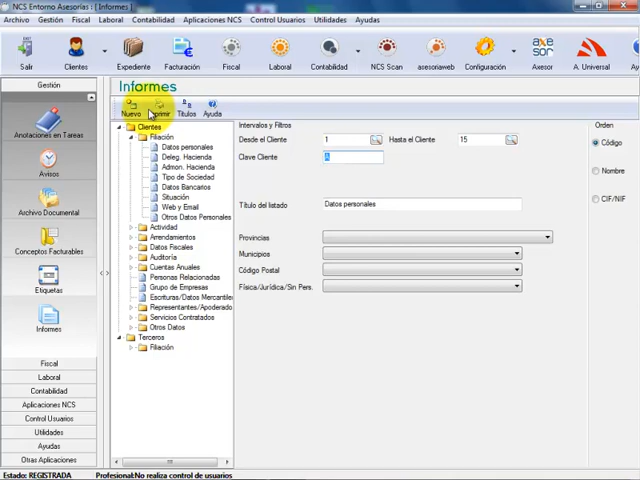 NCS Entorno Asesorías : [ Informes ]
Archivo Gestión Fiscal Laboral Contabilidad Aplicaciones NCS Control Usuarios Utilidades Ayudas
Salir Clientes Expediente Facturación Fiscal Laboral Contabilidad NCS Scan asesoriaweb Configuración Asesor A. Universal
axe
sor
Gestión
Informes
Nuevo Títulos Ayuda
Anotaciones en Tareas
Avisos
Archivo Documental
Conceptos Facturables
Etiquetas
Informes
Fiscal
Laboral
Contabilidad
Aplicaciones NCS
Control Usuarios
Utilidades
Ayudas
Otras Aplicaciones
Clientes
Filiación
Datos personales
Deleg. Hacienda
Admon. Hacienda
Tipo de Sociedad
Datos Bancarios
Situación
Web y Email
Otros Datos Personales
Actividad
Arrendamientos
Datos Fiscales
Auditoría
Cuentas Anuales
Personas Relacionadas
Grupo de Empresas
Escrituras/Datos Mercantile
Representantes/Apoderado
Servicios Contratados
Otros Datos
Terceros
Filiación
Intervalos y Filtros
Desde el Cliente 1 Hasta el Cliente 15
Clave Cliente A
Título del listado Datos personales
Provincias
Municipios
Código Postal
Física/Jurídica/Sin Pers.
Orden
Código
Nombre
CIF/NIF
Estado: REGISTRADA Profesional:No realiza control de usuarios